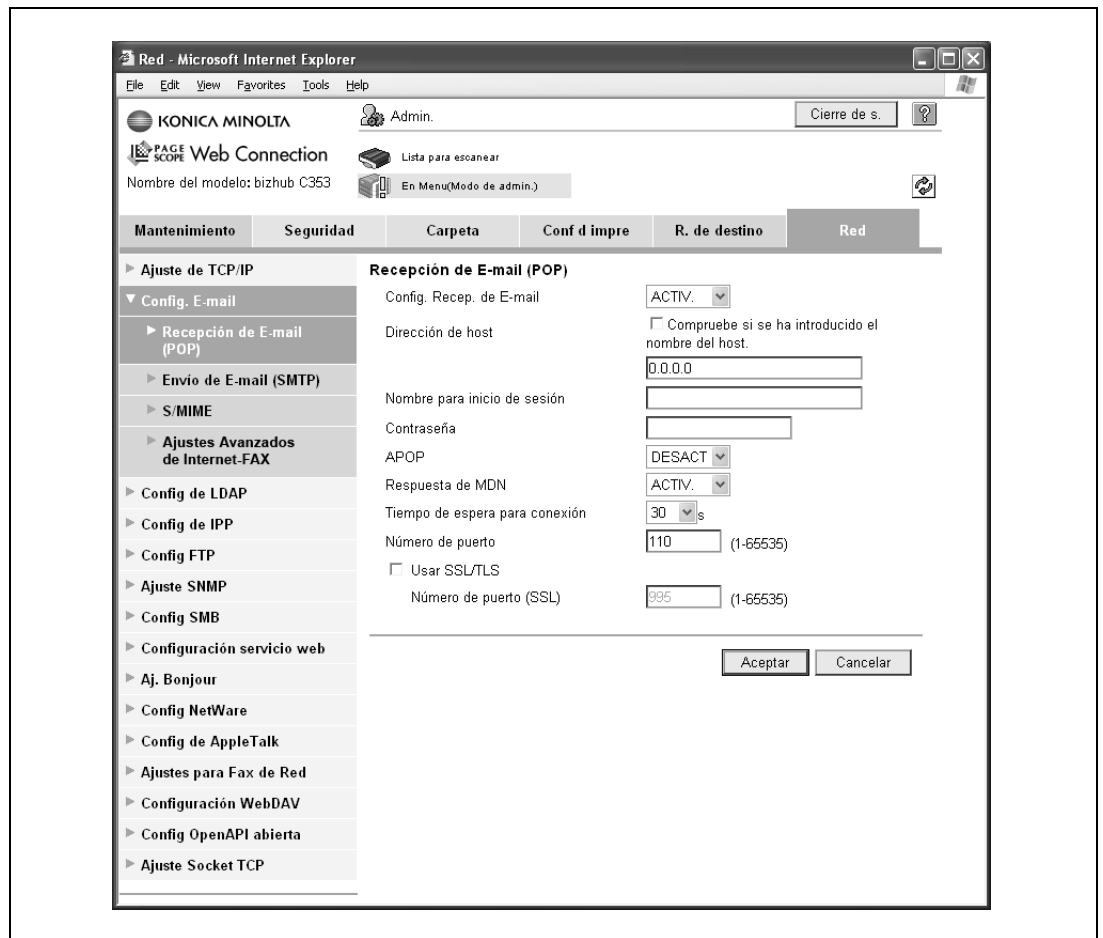 Red - Microsoft Internet Explorer
File Edit View Favorites Tools Help
KONICA MINOLTA
Admin.
Cierre de s.
?
PAGE SCOPE Web Connection
Lista para escanear
Nombre del modelo: bizhub C353
En Menu(Modo de admin.)
Mantenimiento Seguridad Carpeta Conf d impre R. de destino Red
Ajuste de TCP/IP
Config. E-mail
Recepción de E-mail
(POP)
Envío de E-mail (SMTP)
S/MIME
Ajustes Avanzados
de Internet-FAX
Config de LDAP
Config de IPP
Config FTP
Ajuste SNMP
Config SMB
Configuración servicio web
Aj. Bonjour
Config NetWare
Config de AppleTalk
Ajustes para Fax de Red
Configuración WebDAV
Config OpenAPI abierta
Ajuste Socket TCP
Recepción de E-mail (POP)
Config. Recep. de E-mail ACTIV.
Dirección de host
Compruebe si se ha introducido el
nombre del host.
0.0.0.0
Nombre para inicio de sesión
Contraseña
APOP DESACT
Respuesta de MDN ACTIV.
Tiempo de espera para conexión 30 s
Número de puerto 110 (1-65535)
Usar SSL/TLS
Número de puerto (SSL) 995 (1-65535)
Aceptar Cancelar